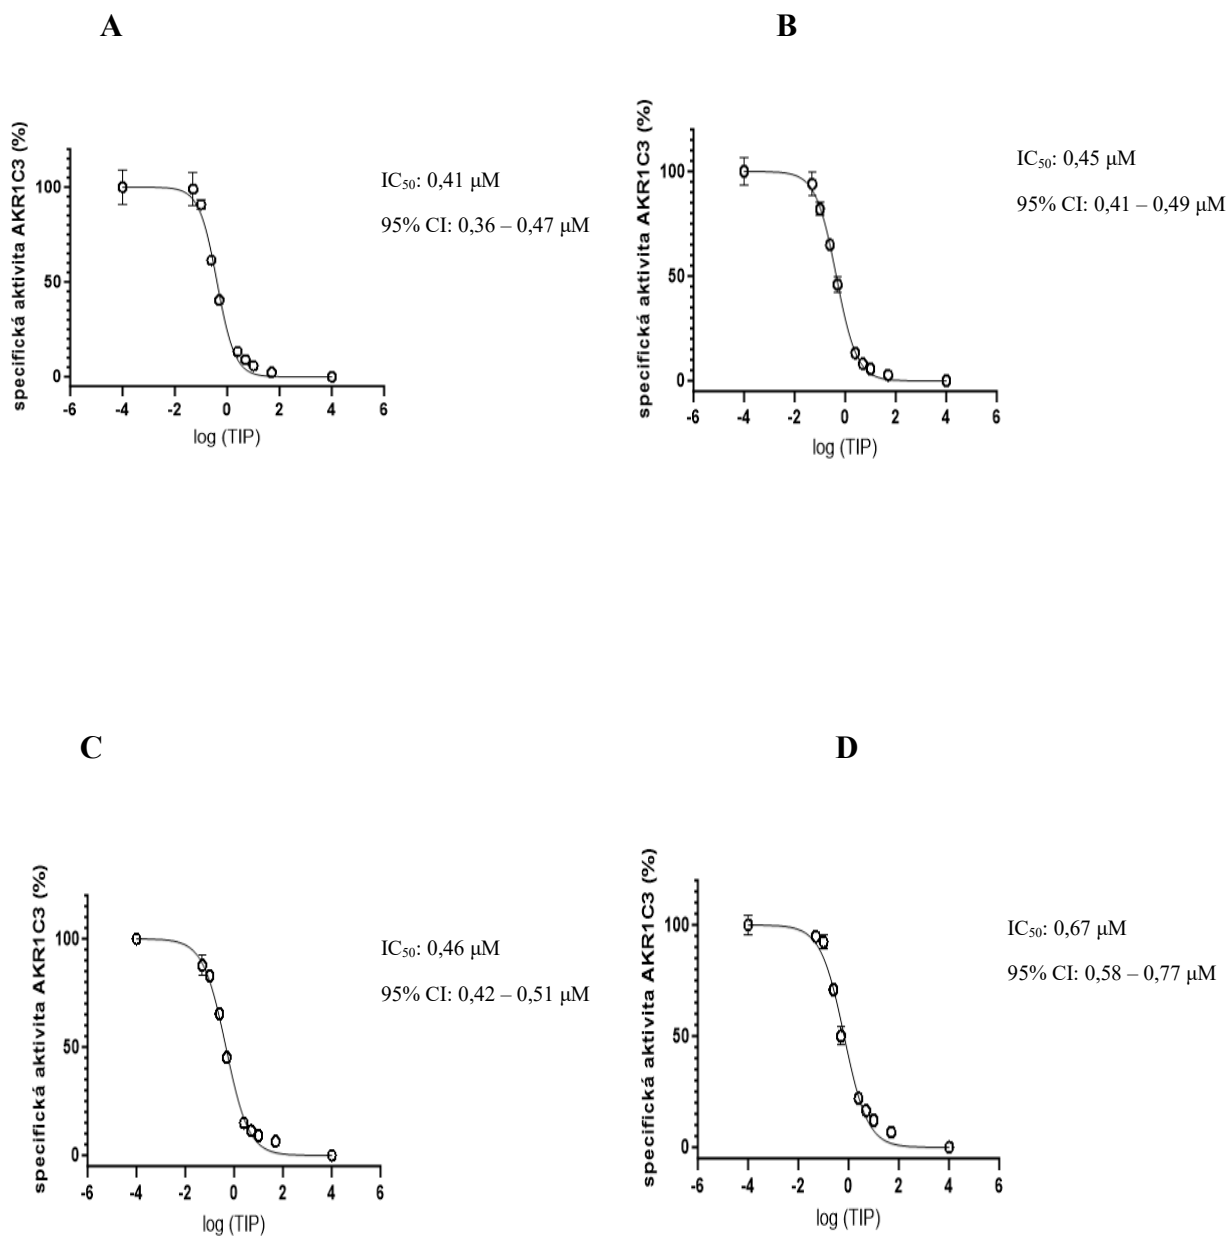 A
specifická aktivita AKR1C3 (%)
100
50
0
-6 -4 -2 0 2 4 6
log (TIP)
IC₅₀: 0,41 µM
95% CI: 0,36 – 0,47 µM
B
specifická aktivita AKR1C3 (%)
100
50
0
-6 -4 -2 0 2 4 6
log (TIP)
IC₅₀: 0,45 µM
95% CI: 0,41 – 0,49 µM
C
specifická aktivita AKR1C3 (%)
100
50
0
-6 -4 -2 0 2 4 6
log (TIP)
IC₅₀: 0,46 µM
95% CI: 0,42 – 0,51 µM
D
specifická aktivita AKR1C3 (%)
100
50
0
-6 -4 -2 0 2 4 6
log (TIP)
IC₅₀: 0,67 µM
95% CI: 0,58 – 0,77 µM